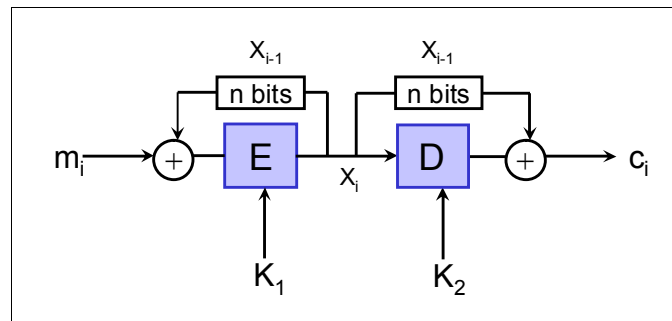 X_{i-1} X_{i-1}
n bits n bits
m_i + E X_i D + c_i
K_1 K_2